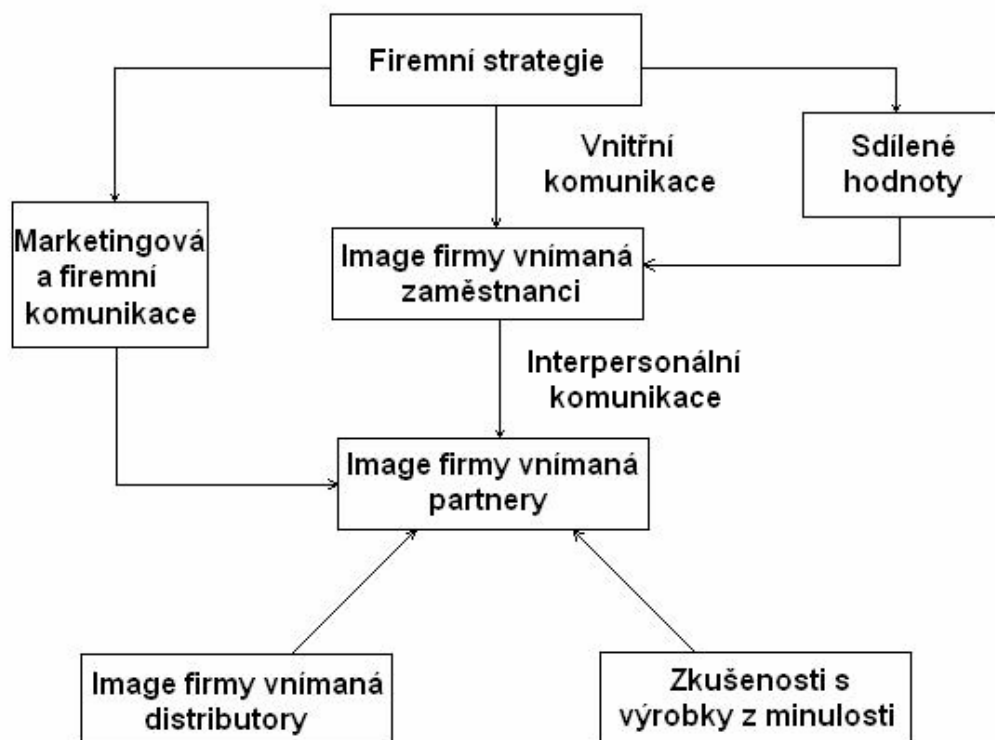 Firemní strategie
Vnitřní
komunikace
Sdílené
hodnoty
Marketingová
a firemní
komunikace
Image firmy vnímaná
zaměstnanci
Interpersonální
komunikace
Image firmy vnímaná
partnery
Image firmy vnímaná
distributory
Zkušenosti s
výrobky z minulosti